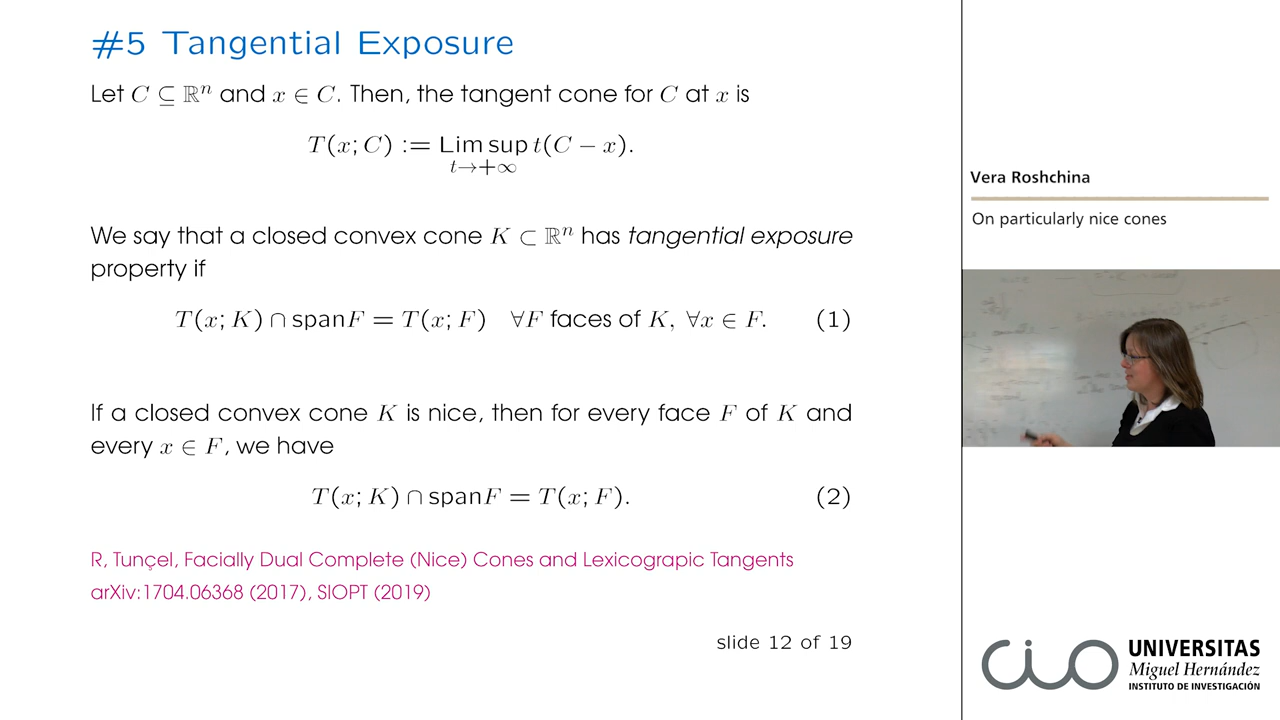 #5 Tangential Exposure
Let C ⊆ ℝⁿ and x ∈ C. Then, the tangent cone for C at x is
T(x; C) := Lim sup t(C − x).
t→+∞
We say that a closed convex cone K ⊂ ℝⁿ has tangential exposure
property if
T(x; K) ∩ spanF = T(x; F) ∀F faces of K, ∀x ∈ F. (1)
If a closed convex cone K is nice, then for every face F of K and
every x ∈ F, we have
T(x; K) ∩ spanF = T(x; F). (2)
R, Tunçel, Facially Dual Complete (Nice) Cones and Lexicograpic Tangents
arXiv:1704.06368 (2017), SIOPT (2019)
slide 12 of 19
Vera Roshchina
On particularly nice cones
CIO
UNIVERSITAS
Miguel Hernández
INSTITUTO DE INVESTIGACIÓN